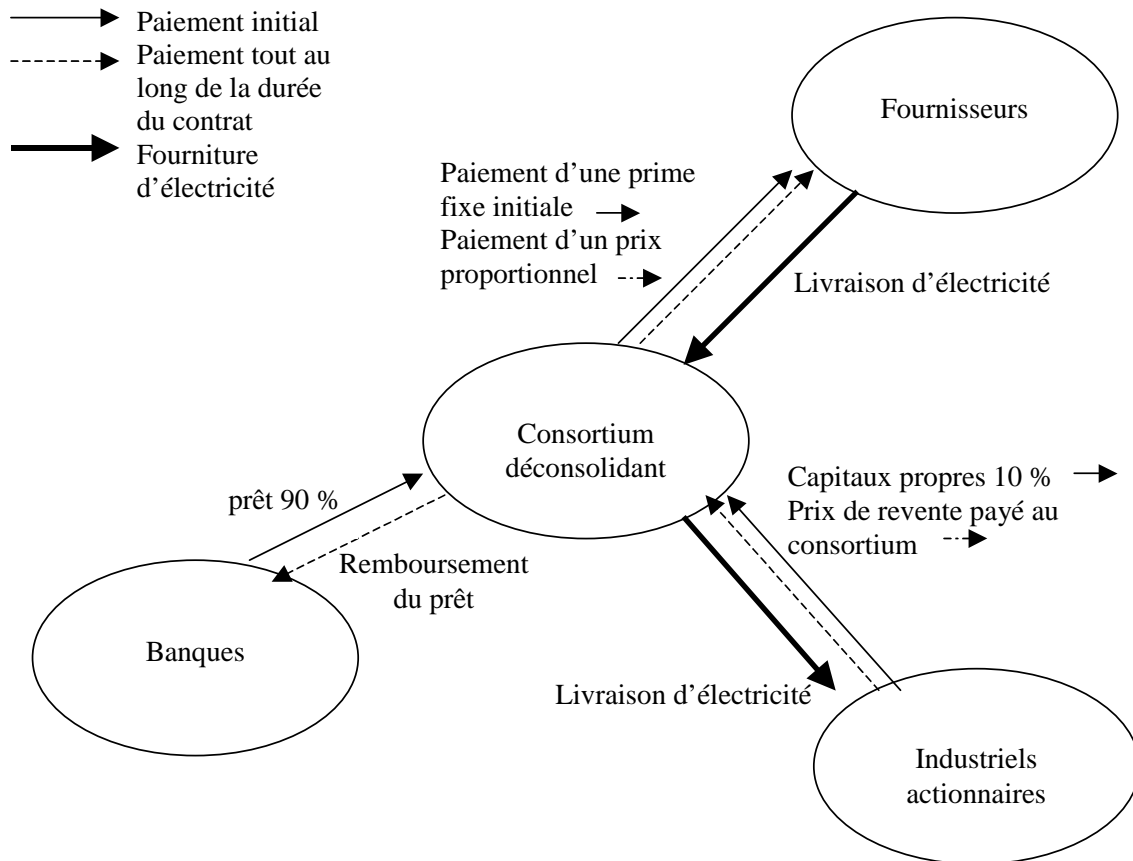 Paiement initial
Paiement tout au
long de la durée
du contrat
Fourniture
d’électricité
Fournisseurs
Paiement d’une prime
fixe initiale
Paiement d’un prix
proportionnel
Livraison d’électricité
Consortium
déconsolidant
Capitaux propres 10 %
Prix de revente payé au
consortium
prêt 90 %
Remboursement
du prêt
Banques
Livraison d’électricité
Industriels
actionnaires